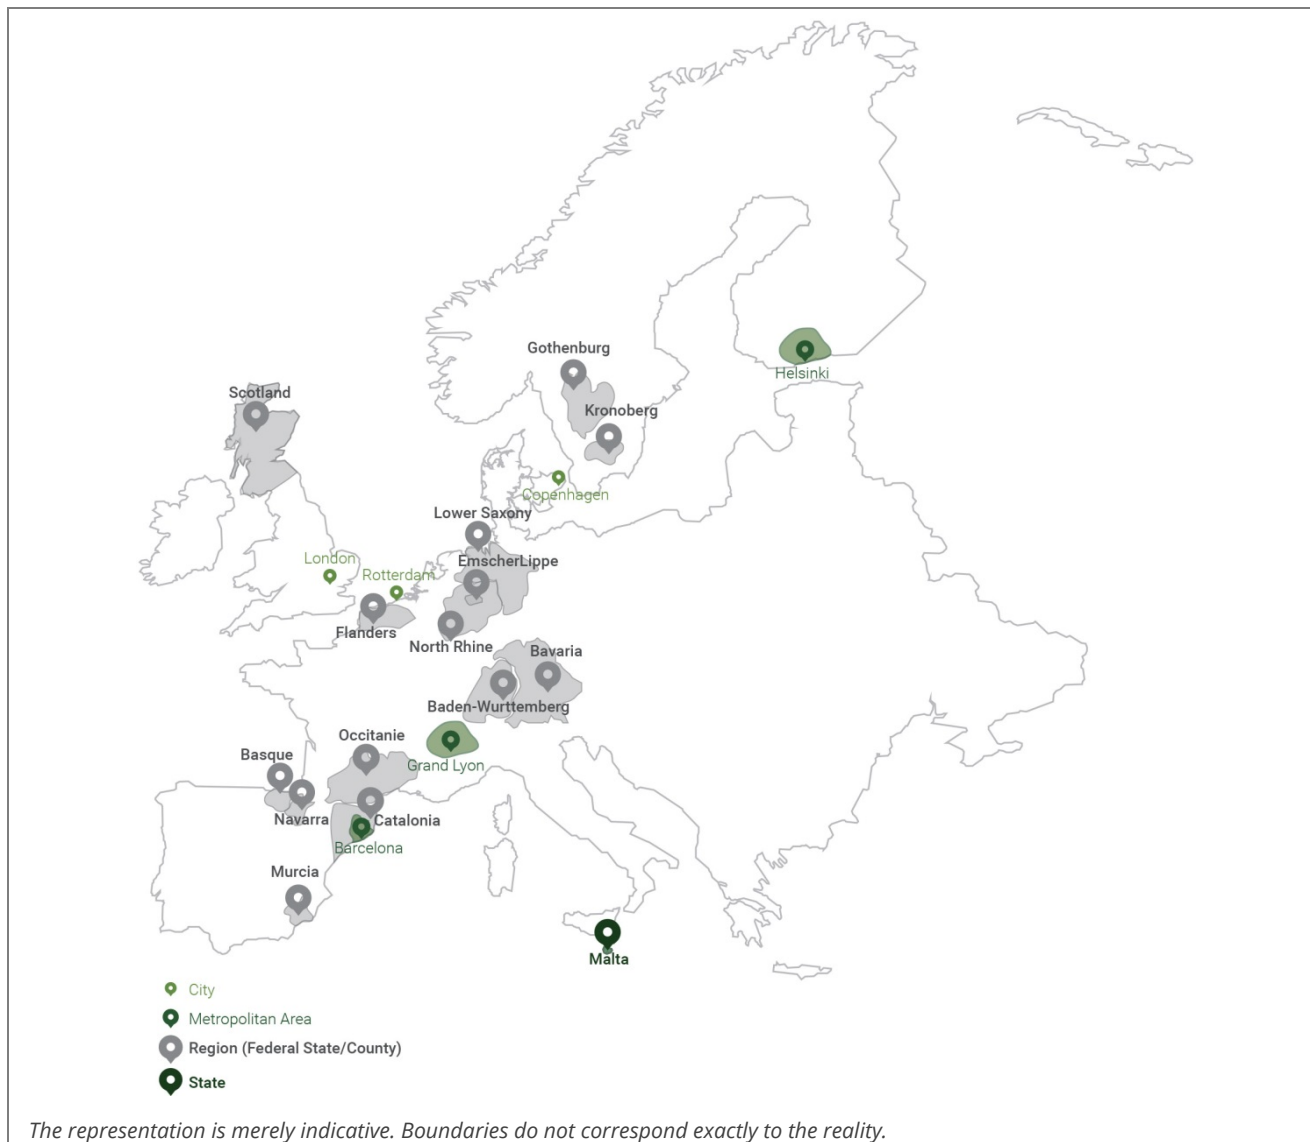 Gothenburg
Helsinki
Scotland
Kronoberg
Copenhagen
Lower Saxony
London
EmscherLippe
Rotterdam
Flanders
North Rhine
Bavaria
Baden-Wurttemberg
Occitanie
Basque
Grand Lyon
Navarra
Catalonia
Barcelona
Murcia
Malta
City
Metropolitan Area
Region (Federal State/County)
State
The representation is merely indicative. Boundaries do not correspond exactly to the reality.